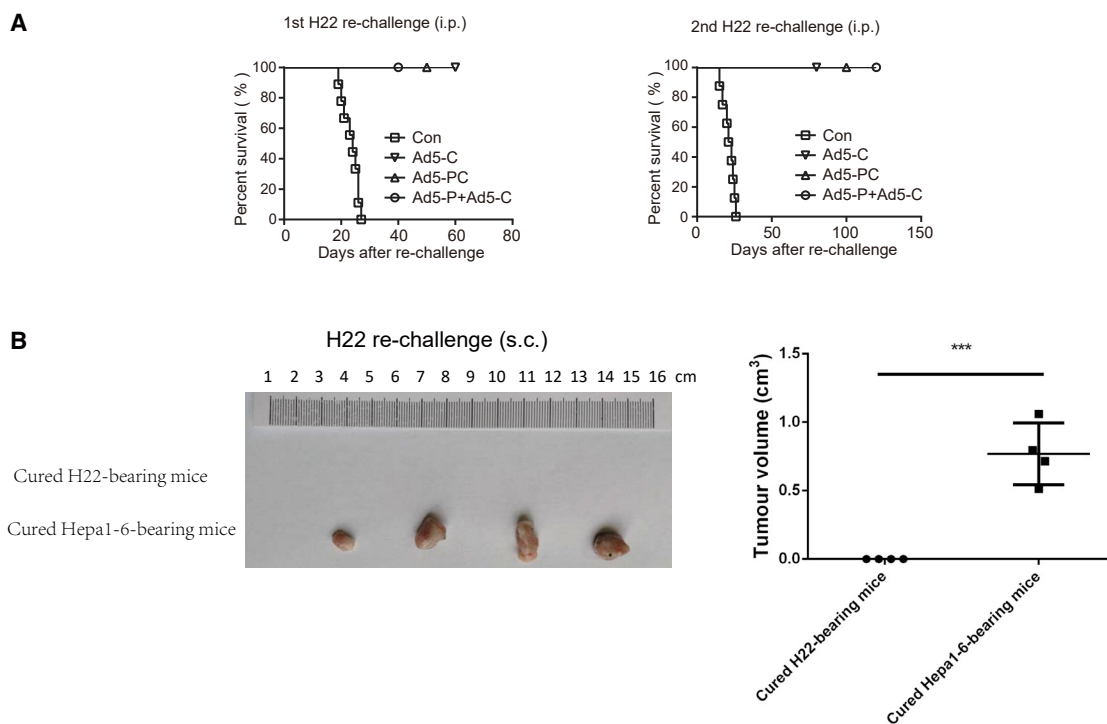 A
1st H22 re-challenge (i.p.)
Percent survival ( % )
100
80
60
40
20
0
0 20 40 60 80
Days after re-challenge
Con
Ad5-C
Ad5-PC
Ad5-P+Ad5-C
2nd H22 re-challenge (i.p.)
Percent survival ( % )
100
80
60
40
20
0
0 50 100 150
Days after re-challenge
Con
Ad5-C
Ad5-PC
Ad5-P+Ad5-C
B
H22 re-challenge (s.c.)
1 2 3 4 5 6 7 8 9 10 11 12 13 14 15 16 cm
Cured H22-bearing mice
Cured Hepa1-6-bearing mice
Tumour volume (cm³)
1.5
1.0
0.5
0.0
***
Cured H22-bearing mice
Cured Hepa1-6-bearing mice